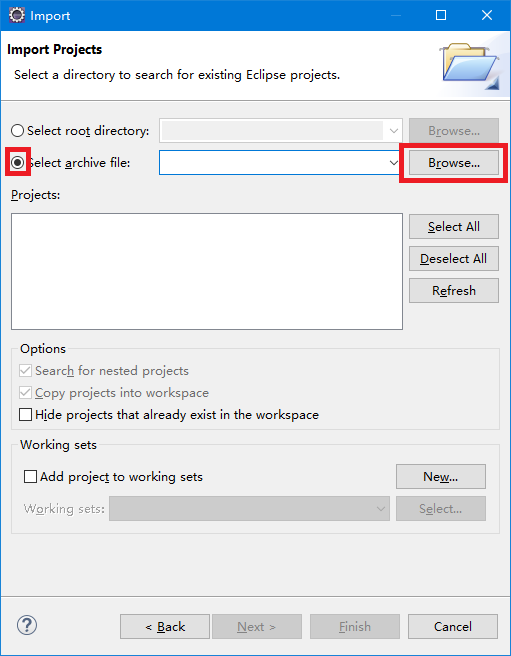 Import
Import Projects
Select a directory to search for existing Eclipse projects.
Select root directory:
Browse...
Select archive file:
Browse...
Projects:
Select All
Deselect All
Refresh
Options
Search for nested projects
Copy projects into workspace
Hide projects that already exist in the workspace
Working sets
Add project to working sets
New...
Working sets:
Select...
?
< Back
Next >
Finish
Cancel